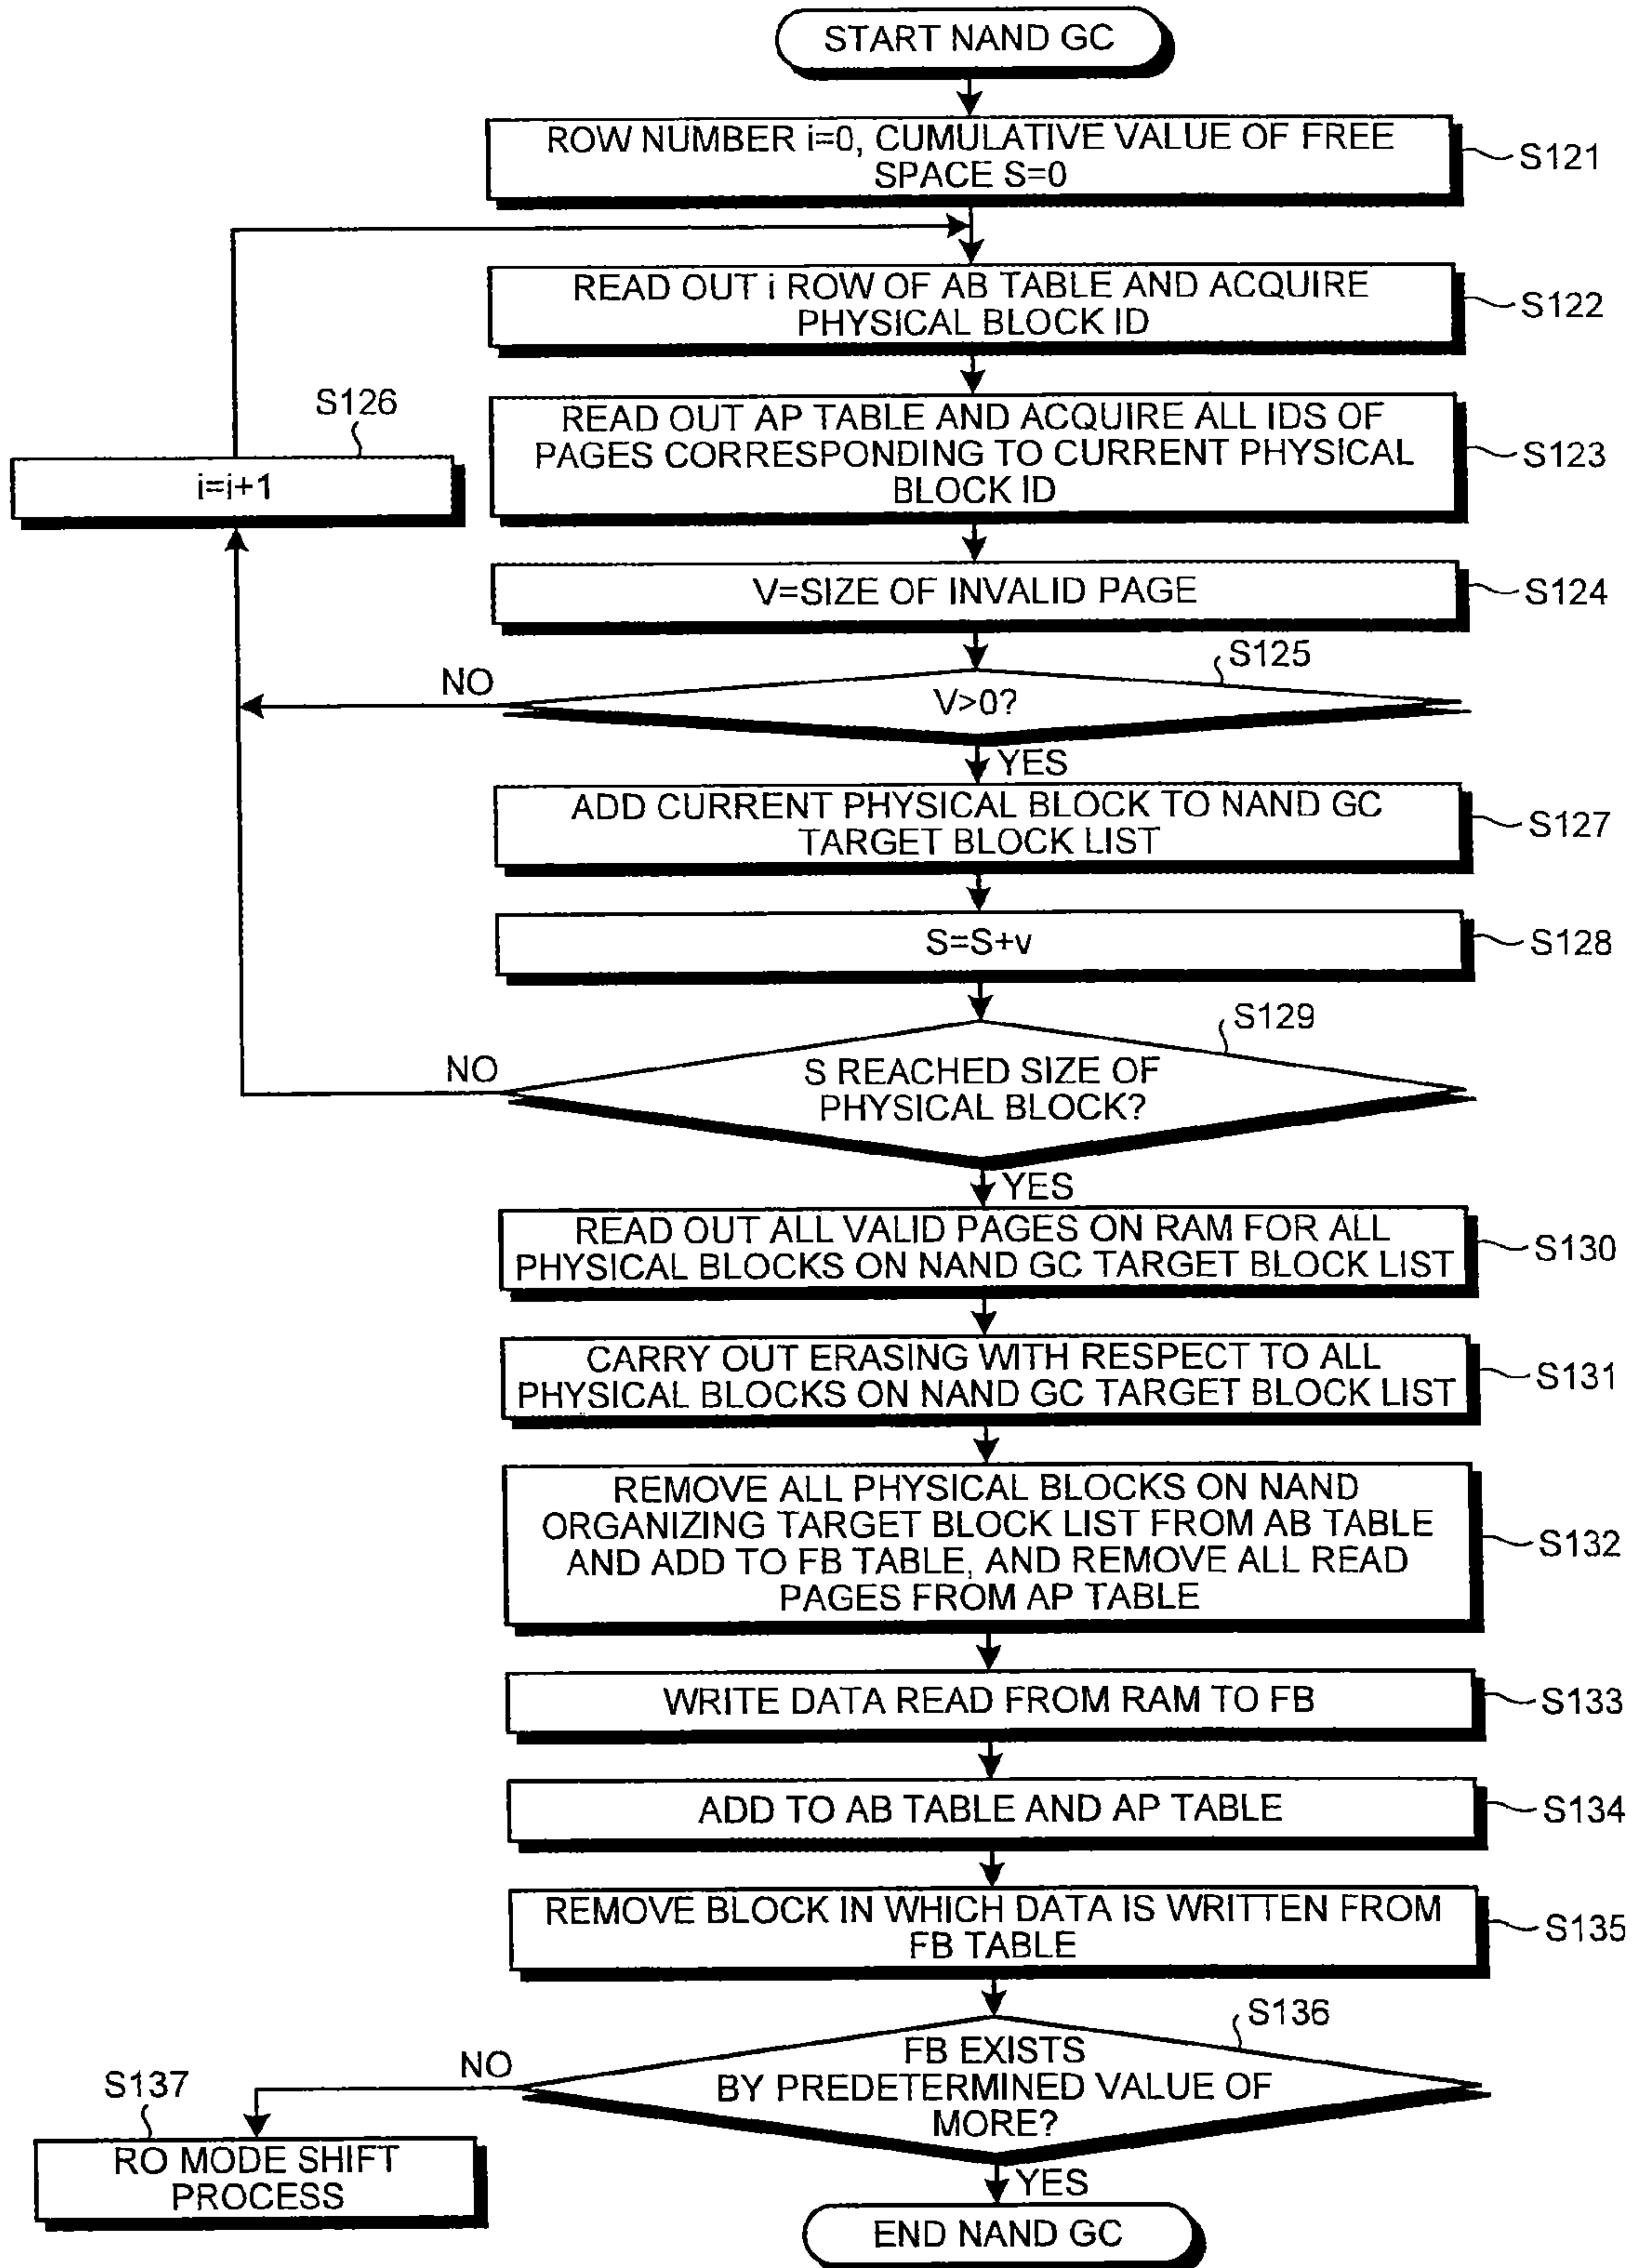 START NAND GC
ROW NUMBER i=0, CUMULATIVE VALUE OF FREE
SPACE S=0
S121
READ OUT i ROW OF AB TABLE AND ACQUIRE
PHYSICAL BLOCK ID
S122
READ OUT AP TABLE AND ACQUIRE ALL IDS OF
PAGES CORRESPONDING TO CURRENT PHYSICAL
BLOCK ID
S123
S126
i=i+1
V=SIZE OF INVALID PAGE
S124
S125
V>0?
NO
YES
ADD CURRENT PHYSICAL BLOCK TO NAND GC
TARGET BLOCK LIST
S127
S=S+v
S128
S129
S REACHED SIZE OF
PHYSICAL BLOCK?
NO
YES
READ OUT ALL VALID PAGES ON RAM FOR ALL
PHYSICAL BLOCKS ON NAND GC TARGET BLOCK LIST
S130
CARRY OUT ERASING WITH RESPECT TO ALL
PHYSICAL BLOCKS ON NAND GC TARGET BLOCK LIST
S131
REMOVE ALL PHYSICAL BLOCKS ON NAND
ORGANIZING TARGET BLOCK LIST FROM AB TABLE
AND ADD TO FB TABLE, AND REMOVE ALL READ
PAGES FROM AP TABLE
S132
WRITE DATA READ FROM RAM TO FB
S133
ADD TO AB TABLE AND AP TABLE
S134
REMOVE BLOCK IN WHICH DATA IS WRITTEN FROM
FB TABLE
S135
S136
FB EXISTS
BY PREDETERMINED VALUE OF
MORE?
NO
S137
RO MODE SHIFT
PROCESS
YES
END NAND GC